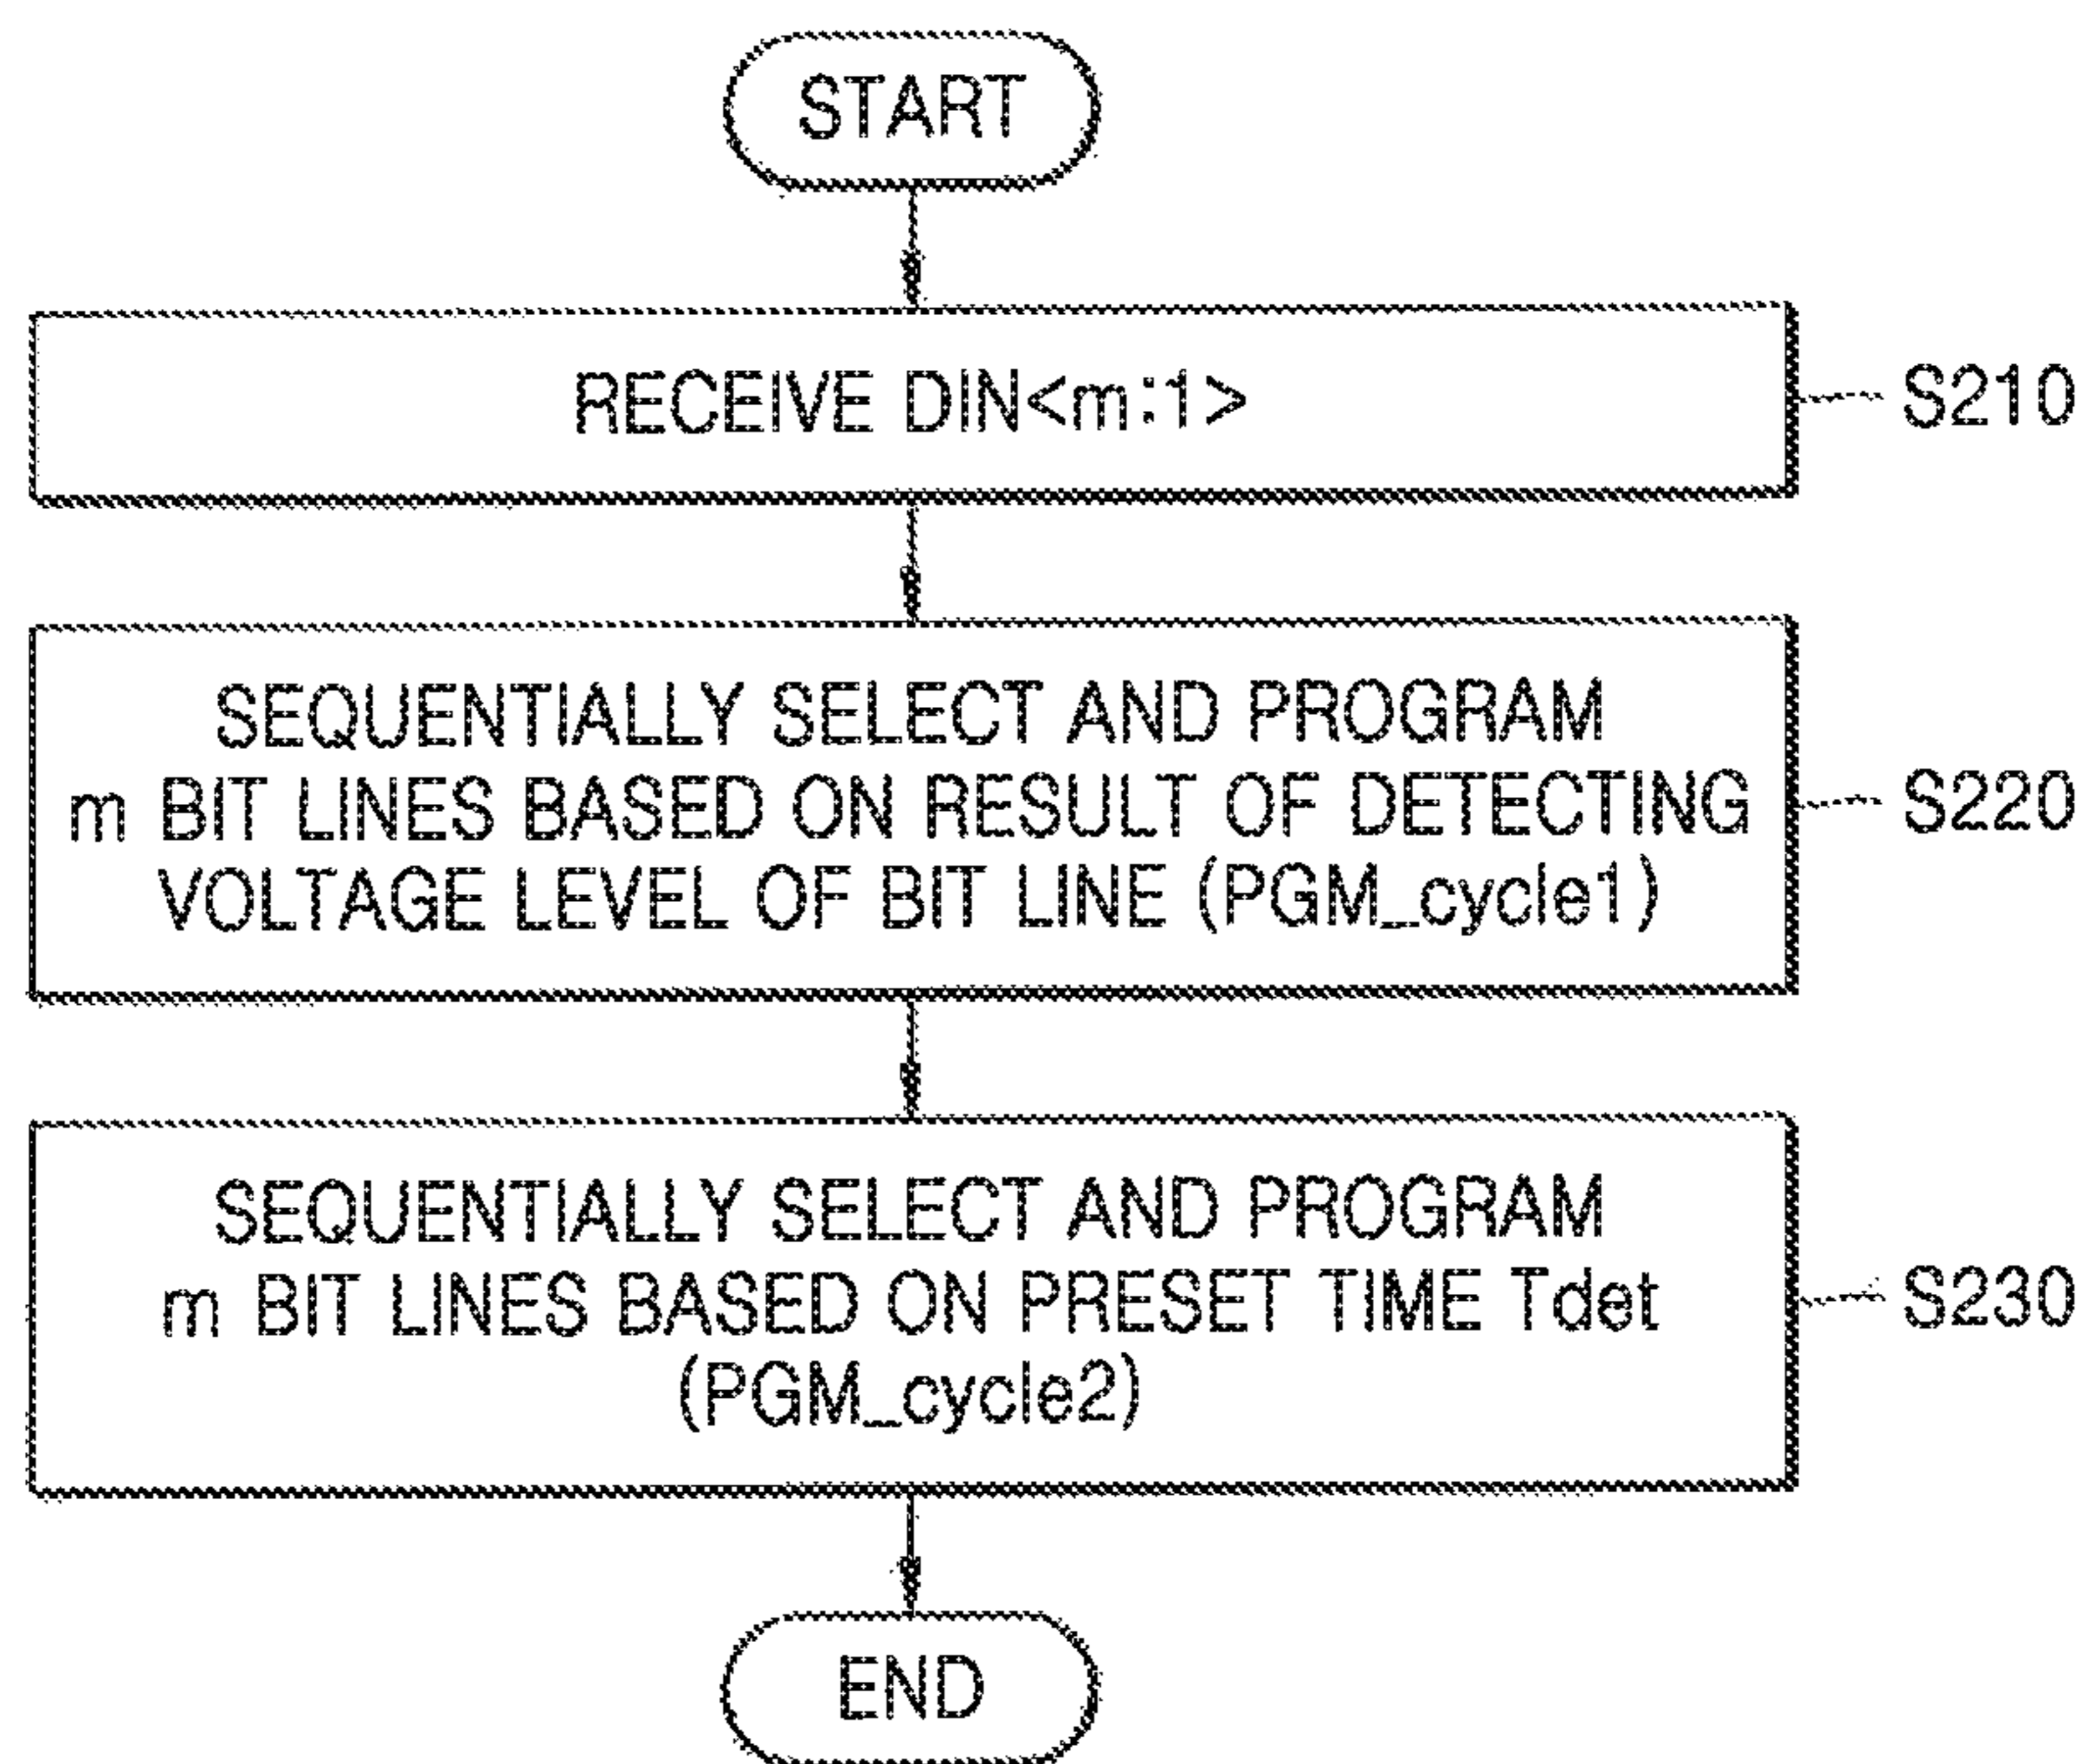 START
RECEIVE DIN<m:1>
S210
SEQUENTIALLY SELECT AND PROGRAM
m BIT LINES BASED ON RESULT OF DETECTING
VOLTAGE LEVEL OF BIT LINE (PGM_cycle1)
S220
SEQUENTIALLY SELECT AND PROGRAM
m BIT LINES BASED ON PRESET TIME Tdet
(PGM_cycle2)
S230
END